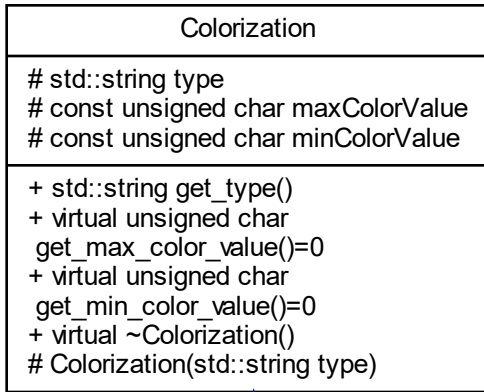 Colorization
# std::string type
# const unsigned char maxColorValue
# const unsigned char minColorValue
+ std::string get_type()
+ virtual unsigned char
get_max_color_value()=0
+ virtual unsigned char
get_min_color_value()=0
+ virtual ~Colorization()
# Colorization(std::string type)